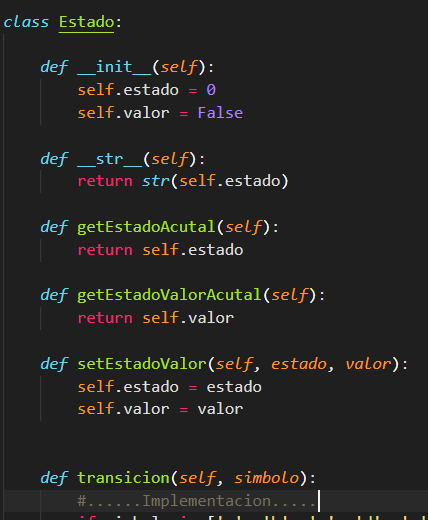 class Estado:
def __init__(self):
self.estado = 0
self.valor = False
def __str__(self):
return str(self.estado)
def getEstadoAcutal(self):
return self.estado
def getEstadoValorAcutal(self):
return self.valor
def setEstadoValor(self, estado, valor):
self.estado = estado
self.valor = valor
def transicion(self, simbolo):
#......Implementacion.....